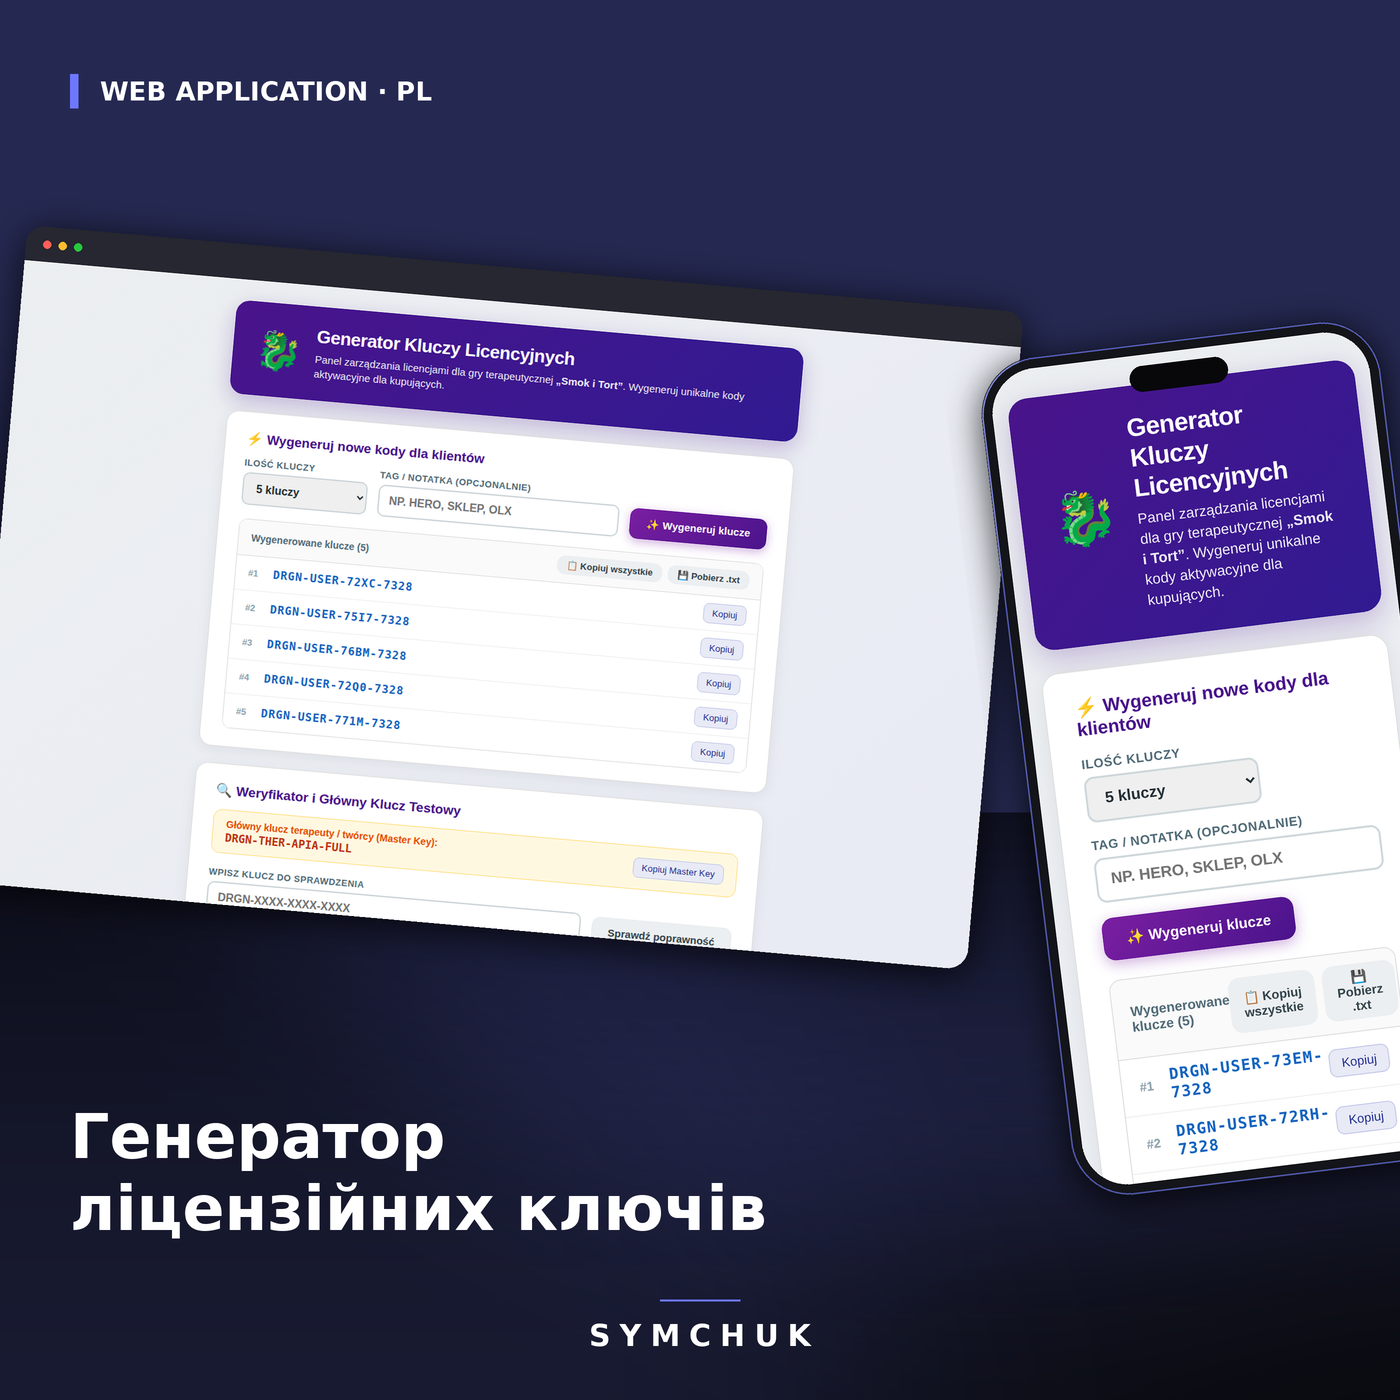 WEB APPLICATION · PL
Generator Kluczy Licencyjnych
Panel zarządzania licencjami dla gry terapeutycznej „Smok i Tort”. Wygeneruj unikalne kody
aktywacyjne dla kupujących.
⚡ Wygeneruj nowe kody dla klientów
ILOŚĆ KLUCZY
TAG / NOTATKA (OPCJONALNIE)
5 kluczy
NP. HERO, SKLEP, OLX
✨ Wygeneruj klucze
Wygenerowane klucze (5)
📋 Kopiuj wszystkie
💾 Pobierz .txt
#1 DRGN-USER-72XC-7328 Kopiuj
#2 DRGN-USER-75I7-7328 Kopiuj
#3 DRGN-USER-76BM-7328 Kopiuj
#4 DRGN-USER-72Q0-7328 Kopiuj
#5 DRGN-USER-771M-7328 Kopiuj
🔍 Weryfikator i Główny Klucz Testowy
Główny klucz terapeuty / twórcy (Master Key):
DRGN-THER-APIA-FULL
Kopiuj Master Key
WPISZ KLUCZ DO SPRAWDZENIA
DRGN-XXXX-XXXX-XXXX
Sprawdź poprawność
Generator
Kluczy
Licencyjnych
Panel zarządzania licencjami
dla gry terapeutycznej „Smok
i Tort”. Wygeneruj unikalne
kody aktywacyjne dla
kupujących.
⚡ Wygeneruj nowe kody dla
klientów
ILOŚĆ KLUCZY
5 kluczy
TAG / NOTATKA (OPCJONALNIE)
NP. HERO, SKLEP, OLX
✨ Wygeneruj klucze
Wygenerowane
klucze (5)
📋 Kopiuj
wszystkie
💾
Pobierz
.txt
#1 DRGN-USER-73EM-
7328
Kopiuj
#2 DRGN-USER-72RH-
7328
Kopiuj
Генератор
ліцензійних ключів
SYMCHUK